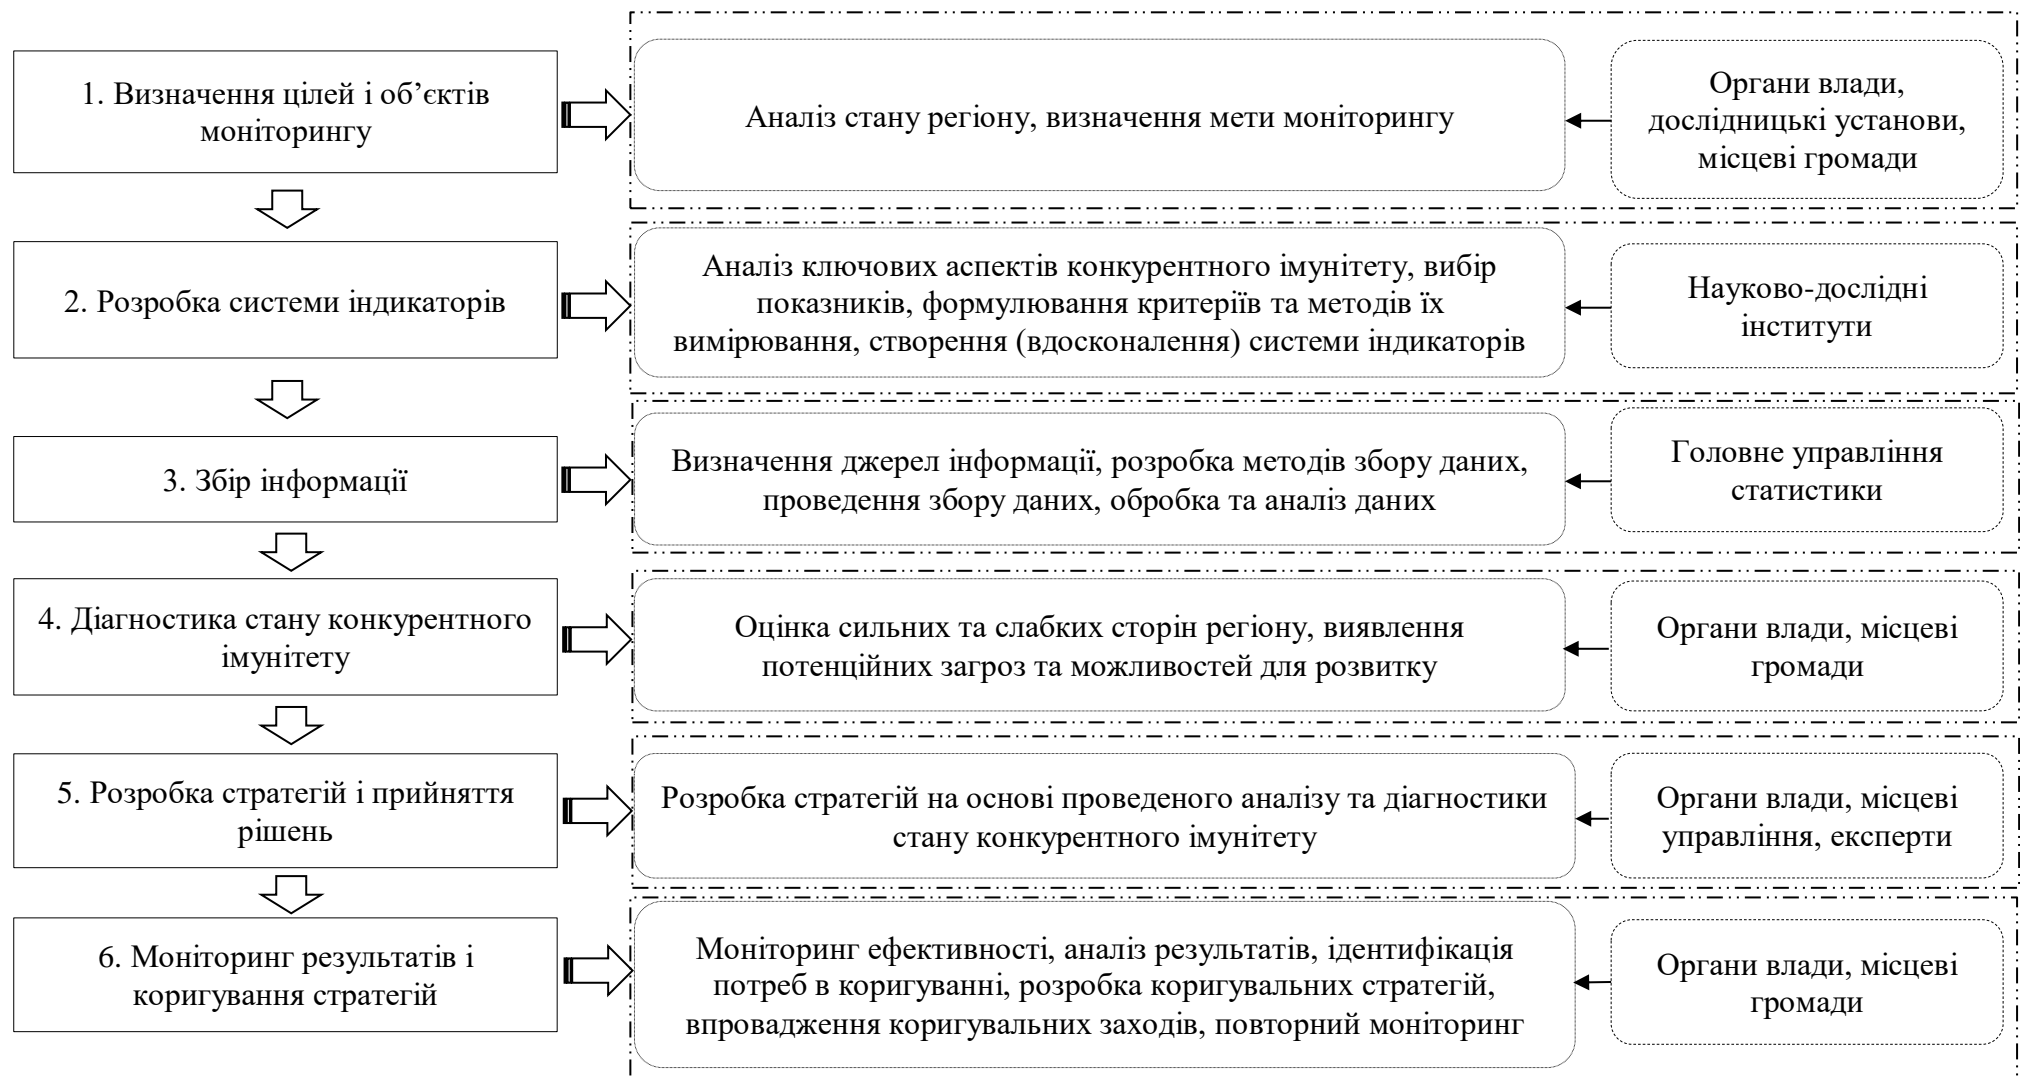 1. Визначення цілей і об’єктів
моніторингу
Аналіз стану регіону, визначення мети моніторингу
Органи влади,
дослідницькі установи,
місцеві громади
2. Розробка системи індикаторів
Аналіз ключових аспектів конкурентного імунітету, вибір
показників, формулювання критеріїв та методів їх
вимірювання, створення (вдосконалення) системи індикаторів
Науково-дослідні
інститути
3. Збір інформації
Визначення джерел інформації, розробка методів збору даних,
проведення збору даних, обробка та аналіз даних
Головне управління
статистики
4. Діагностика стану конкурентного
імунітету
Оцінка сильних та слабких сторін регіону, виявлення
потенційних загроз та можливостей для розвитку
Органи влади, місцеві
громади
5. Розробка стратегій і прийняття
рішень
Розробка стратегій на основі проведеного аналізу та діагностики
стану конкурентного імунітету
Органи влади, місцеві
управління, експерти
6. Моніторинг результатів і
коригування стратегій
Моніторинг ефективності, аналіз результатів, ідентифікація
потреб в коригуванні, розробка коригувальних стратегій,
впровадження коригувальних заходів, повторний моніторинг
Органи влади, місцеві
громади